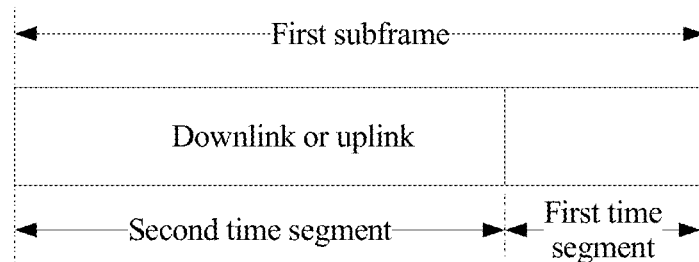 First subframe
Downlink or uplink
Second time segment
First time
segment